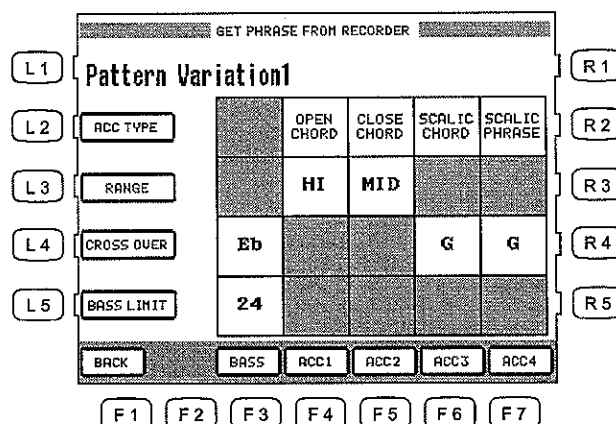 GET PHRASE FROM RECORDER
L1 Pattern Variation1 R1
L2 ACC TYPE OPEN CHORD CLOSE CHORD SCALIC CHORD SCALIC PHRASE R2
L3 RANGE HI MID R3
L4 CROSS OVER Eb G G R4
L5 BASS LIMIT 24 R5
BACK BASS ACC1 ACC2 ACC3 ACC4
F1 F2 F3 F4 F5 F6 F7